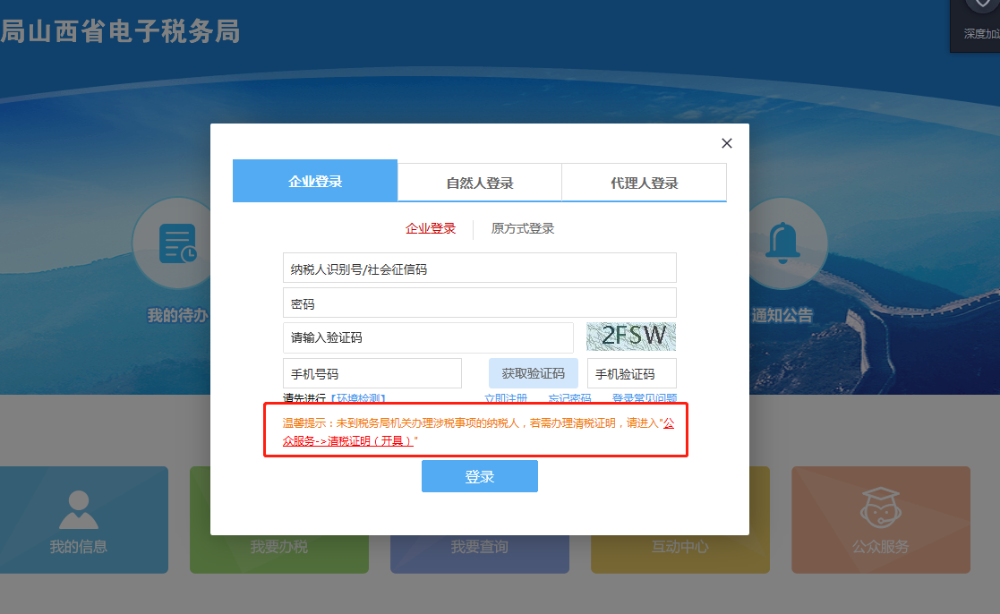 局山西省电子税务局
深度加
企业登录
自然人登录
代理人登录
企业登录
原方式登录
纳税人识别号/社会征信码
密码
请输入验证码
2FSW
手机号码
获取验证码
手机验证码
请先进行【环境检测】
立即注册
忘记密码
登录常见问题
温馨提示：未到税务局机关办理涉税事项的纳税人，若需办理清税证明，请进入"公
众服务->清税证明（开具）"
登录
我的待办
通知公告
我的信息
我要办税
我要查询
互动中心
公众服务